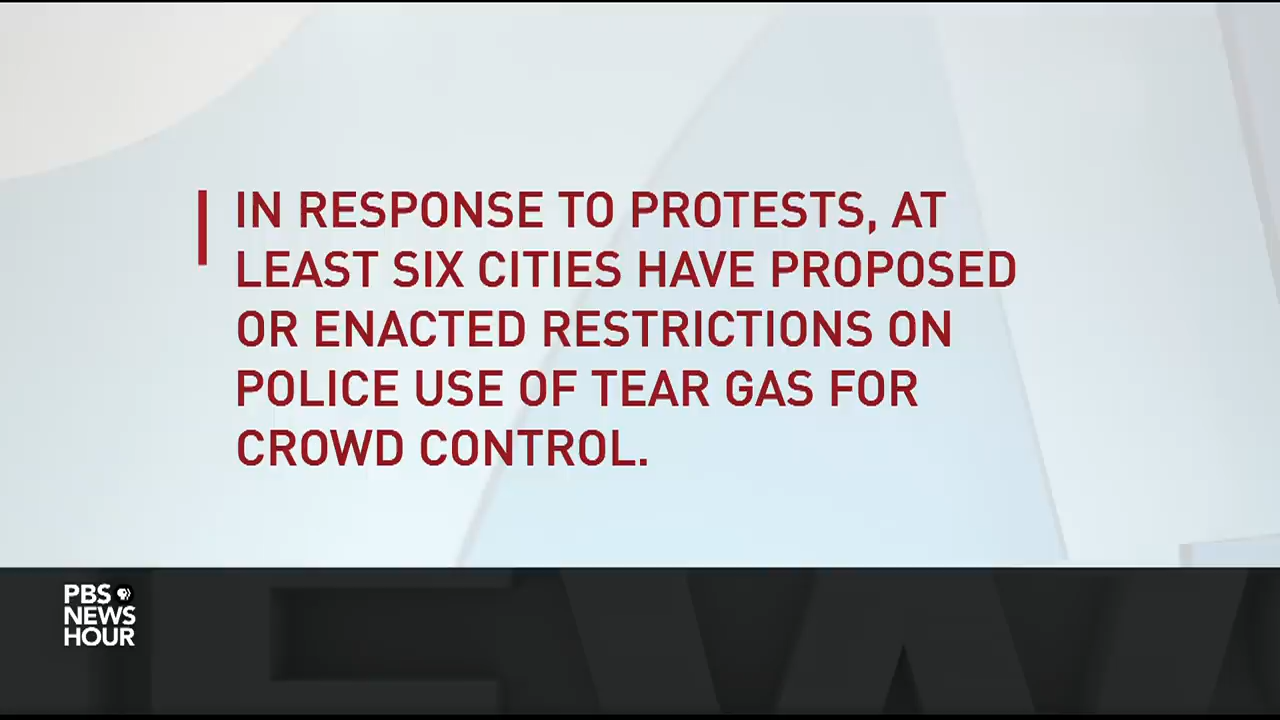 IN RESPONSE TO PROTESTS, AT
LEAST SIX CITIES HAVE PROPOSED
OR ENACTED RESTRICTIONS ON
POLICE USE OF TEAR GAS FOR
CROWD CONTROL.
PBS
NEWS
HOUR